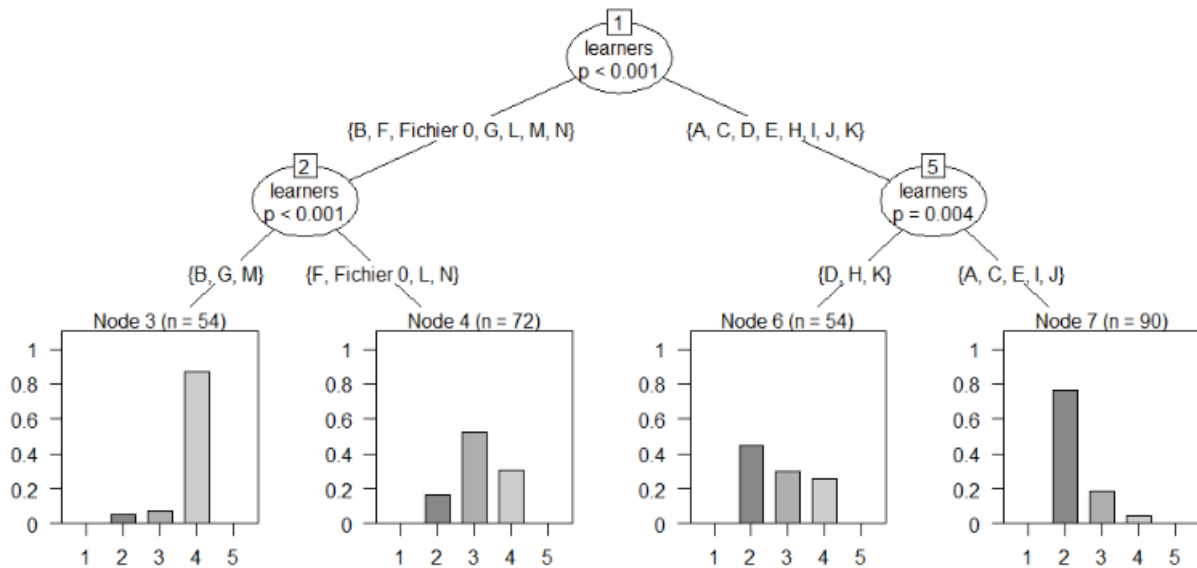 1
learners
p < 0.001
{B, F, Fichier 0, G, L, M, N}
{A, C, D, E, H, I, J, K}
2
learners
p < 0.001
5
learners
p = 0.004
{B, G, M}
{F, Fichier 0, L, N}
{D, H, K}
{A, C, E, I, J}
Node 3 (n = 54)
1
0.8
0.6
0.4
0.2
0
1 2 3 4 5
Node 4 (n = 72)
1
0.8
0.6
0.4
0.2
0
1 2 3 4 5
Node 6 (n = 54)
1
0.8
0.6
0.4
0.2
0
1 2 3 4 5
Node 7 (n = 90)
1
0.8
0.6
0.4
0.2
0
1 2 3 4 5